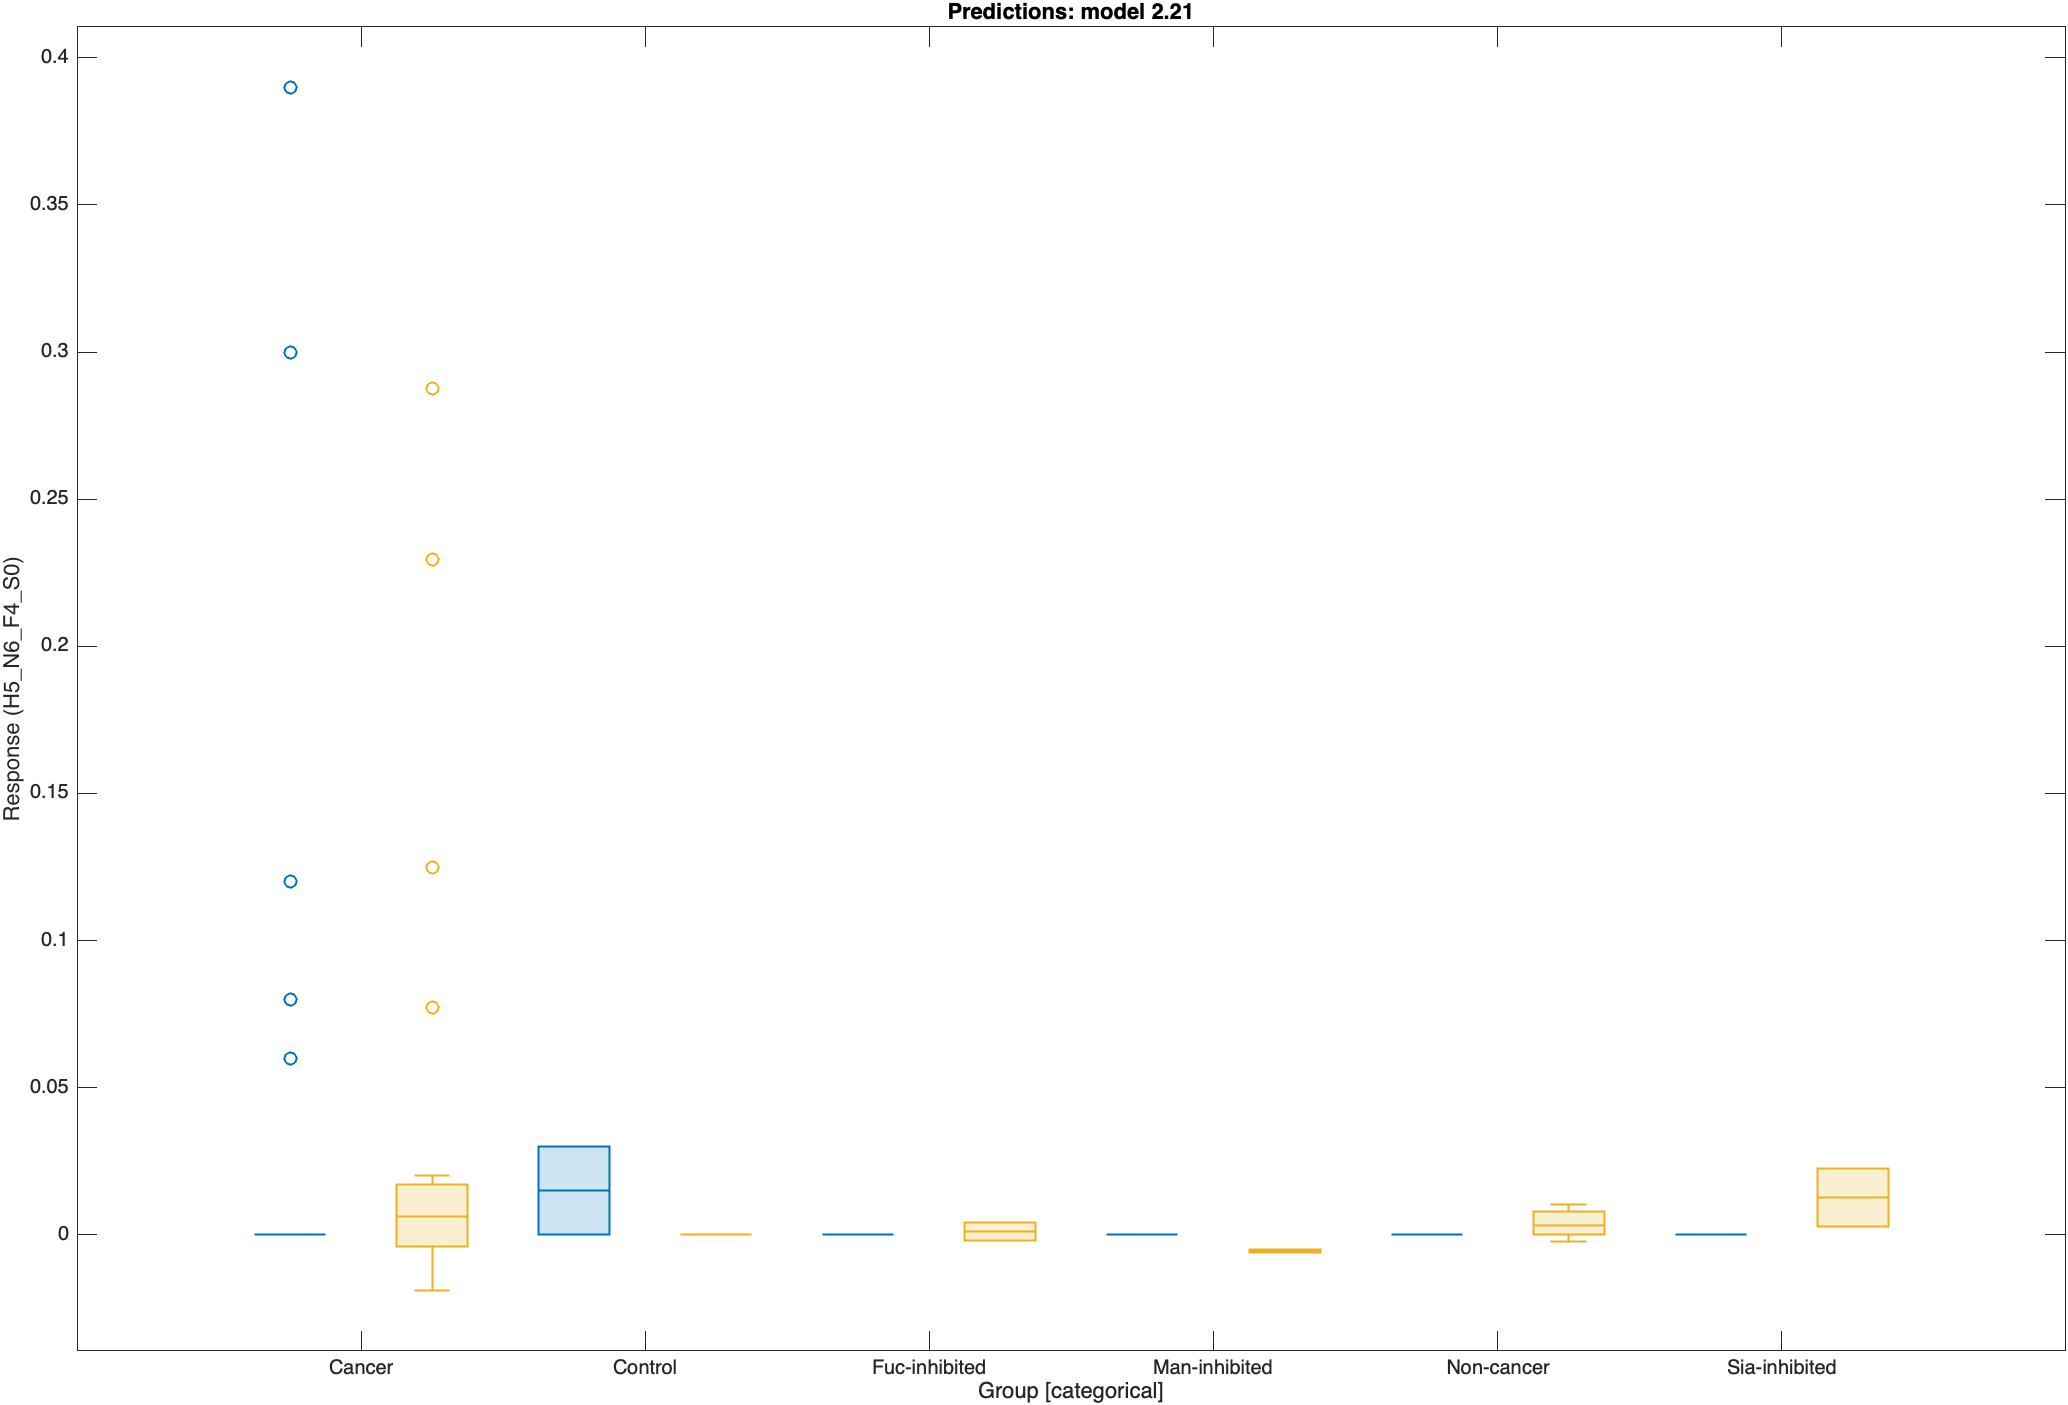 Predictions: model 2.21
0.4
0.35
0.3
0.25
0.2
0.15
0.1
0.05
0
Response (H5_N6_F4_S0)
Cancer Control Fuc-inhibited Man-inhibited Non-cancer Sia-inhibited
Group [categorical]